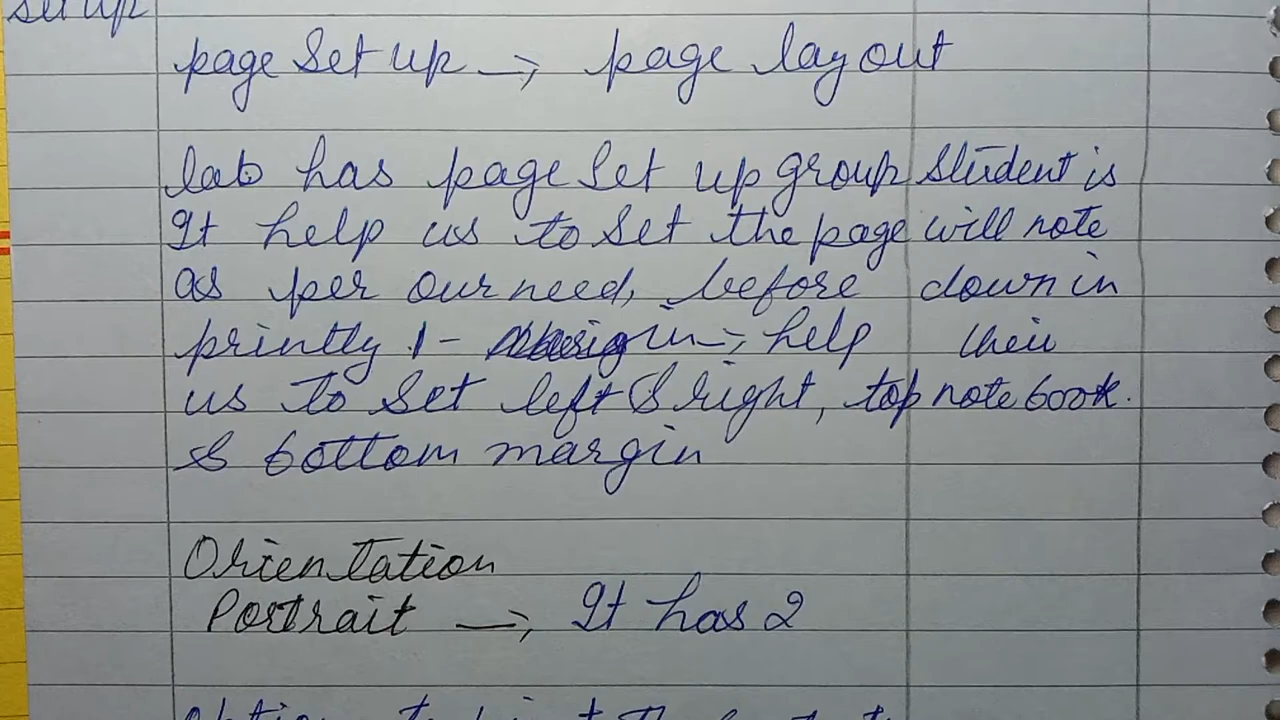 set up
page Set up → page layout
lab has page Set up group
It help us to set the page
as per our need, before
printly 1- Margin → help
us to set left & right, top
& bottom margin
Orientation
Portrait → It has 2
Student is
will note
down in
their
note book.